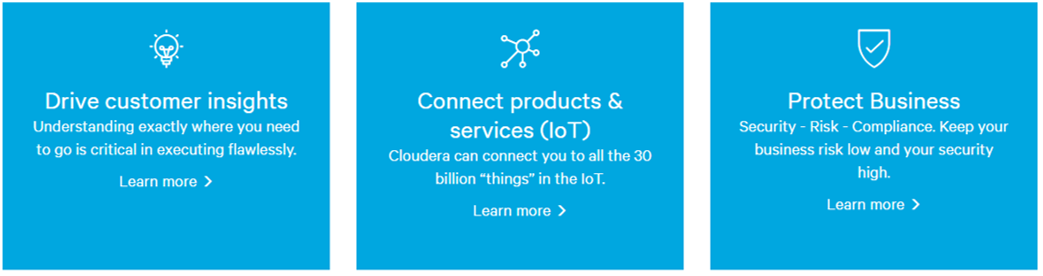 Drive customer insights
Understanding exactly where you need
to go is critical in executing flawlessly.
Learn more
Connect products &
services (IoT)
Cloudera can connect you to all the 30
billion “things” in the IoT.
Learn more
Protect Business
Security - Risk - Compliance. Keep your
business risk low and your security
high.
Learn more